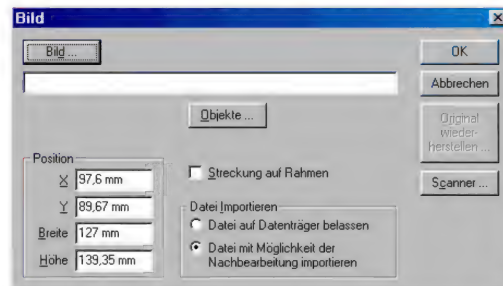 Bild
Bild ...
OK
Abbrechen
Objekte ...
Original
wieder-
herstellen ...
Scanner ...
Position
X 97,6 mm
Y 89,67 mm
Breite 127 mm
Höhe 139,35 mm
Streckung auf Rahmen
Datei Importieren
Datei auf Datenträger belassen
Datei mit Möglichkeit der
Nachbearbeitung importieren